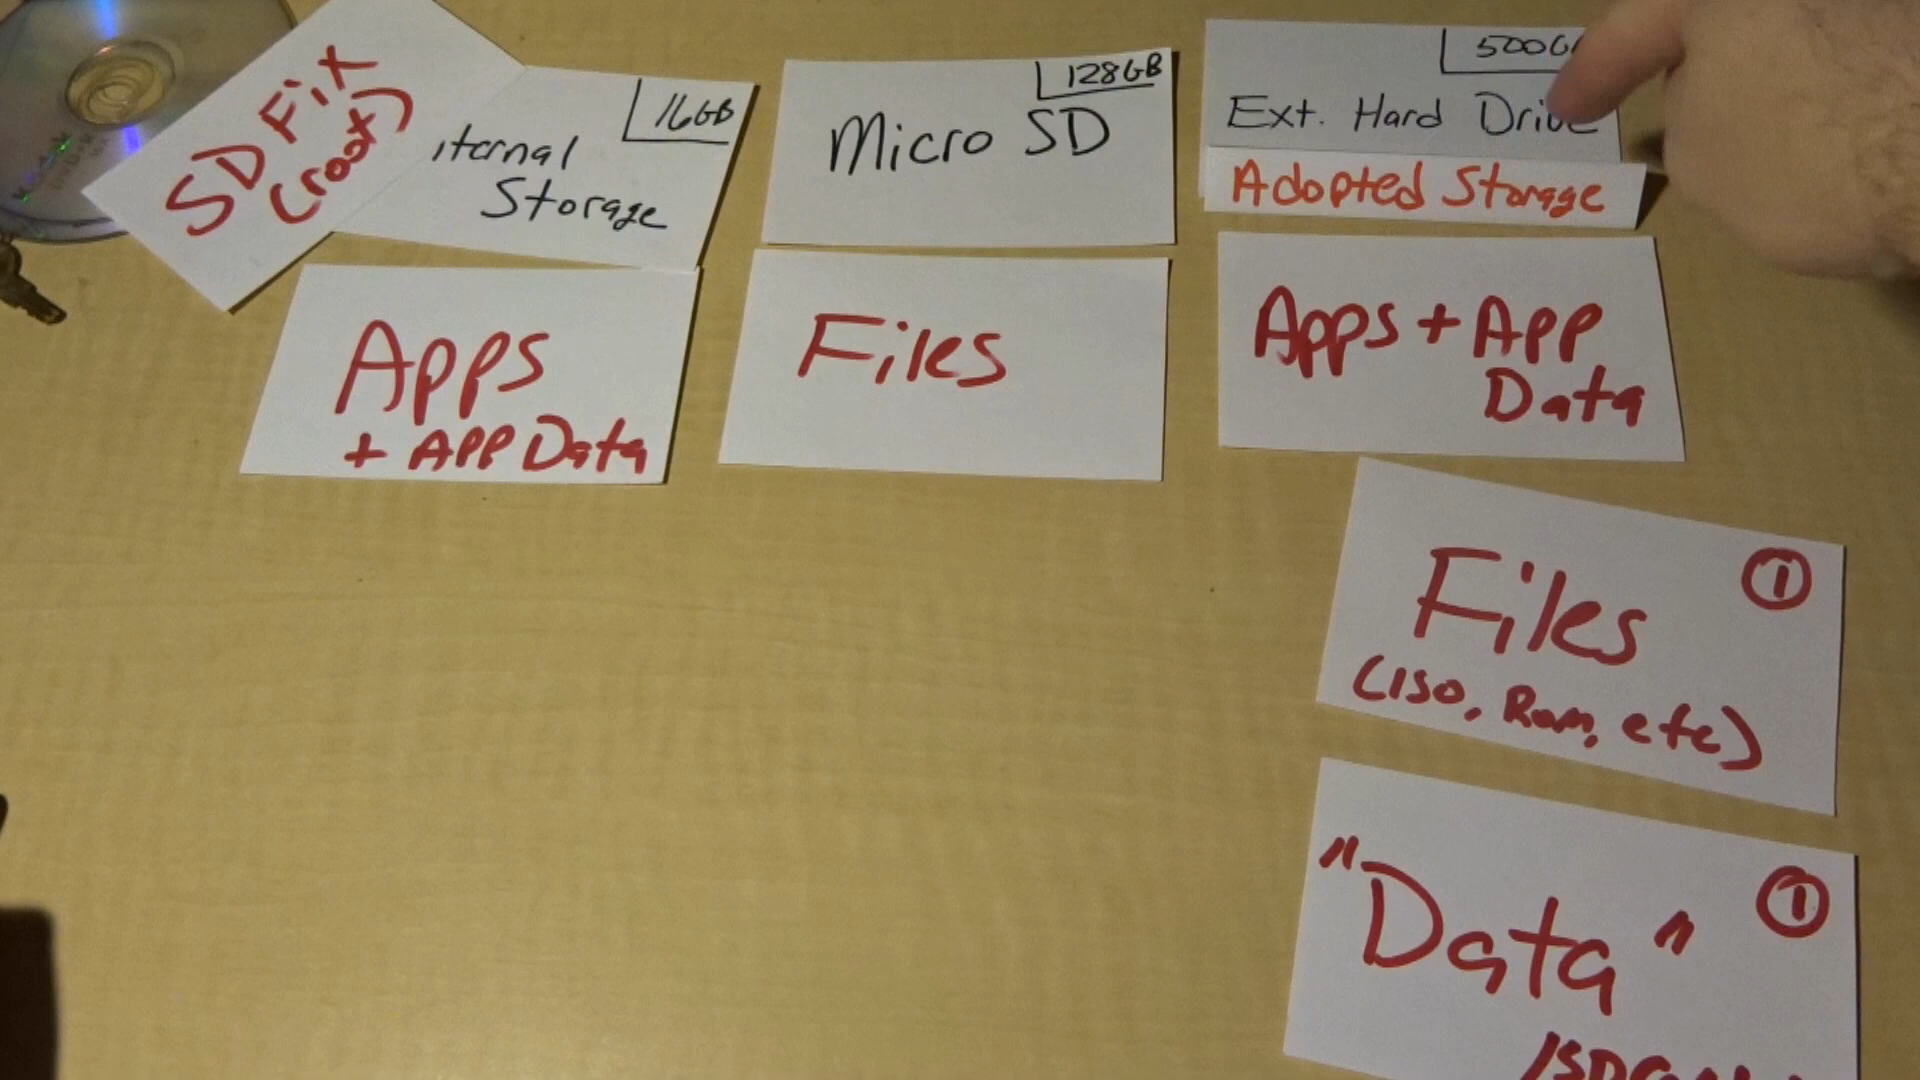 SD Fix
(root)
16GB
ternal
Storage
128GB
Micro SD
500G
Ext. Hard Drive
Adopted Storage
Apps
+ APP Data
Files
Apps + App
Data
Files
①
(ISO, Rom, etc)
"Data"
①